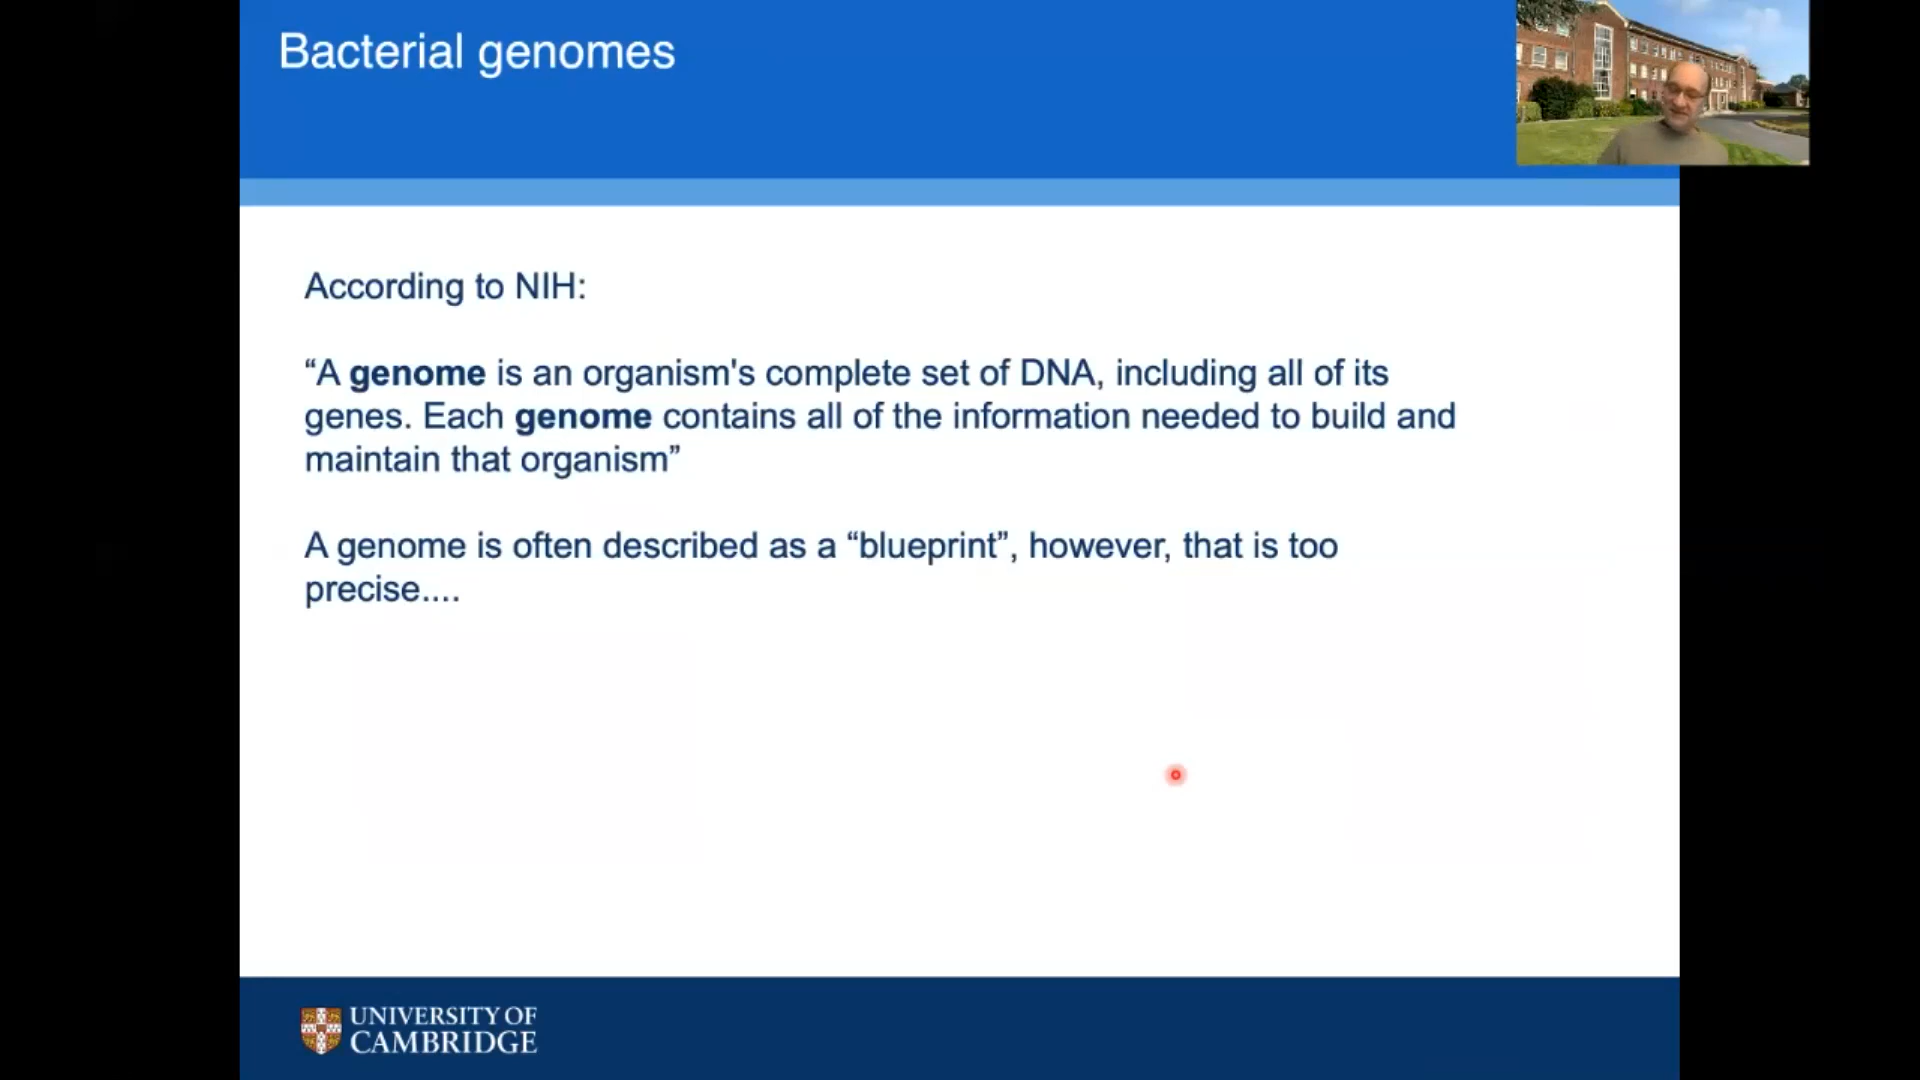 Bacterial genomes
According to NIH:
“A genome is an organism's complete set of DNA, including all of its
genes. Each genome contains all of the information needed to build and
maintain that organism”
A genome is often described as a “blueprint”, however, that is too
precise....
UNIVERSITY OF
CAMBRIDGE